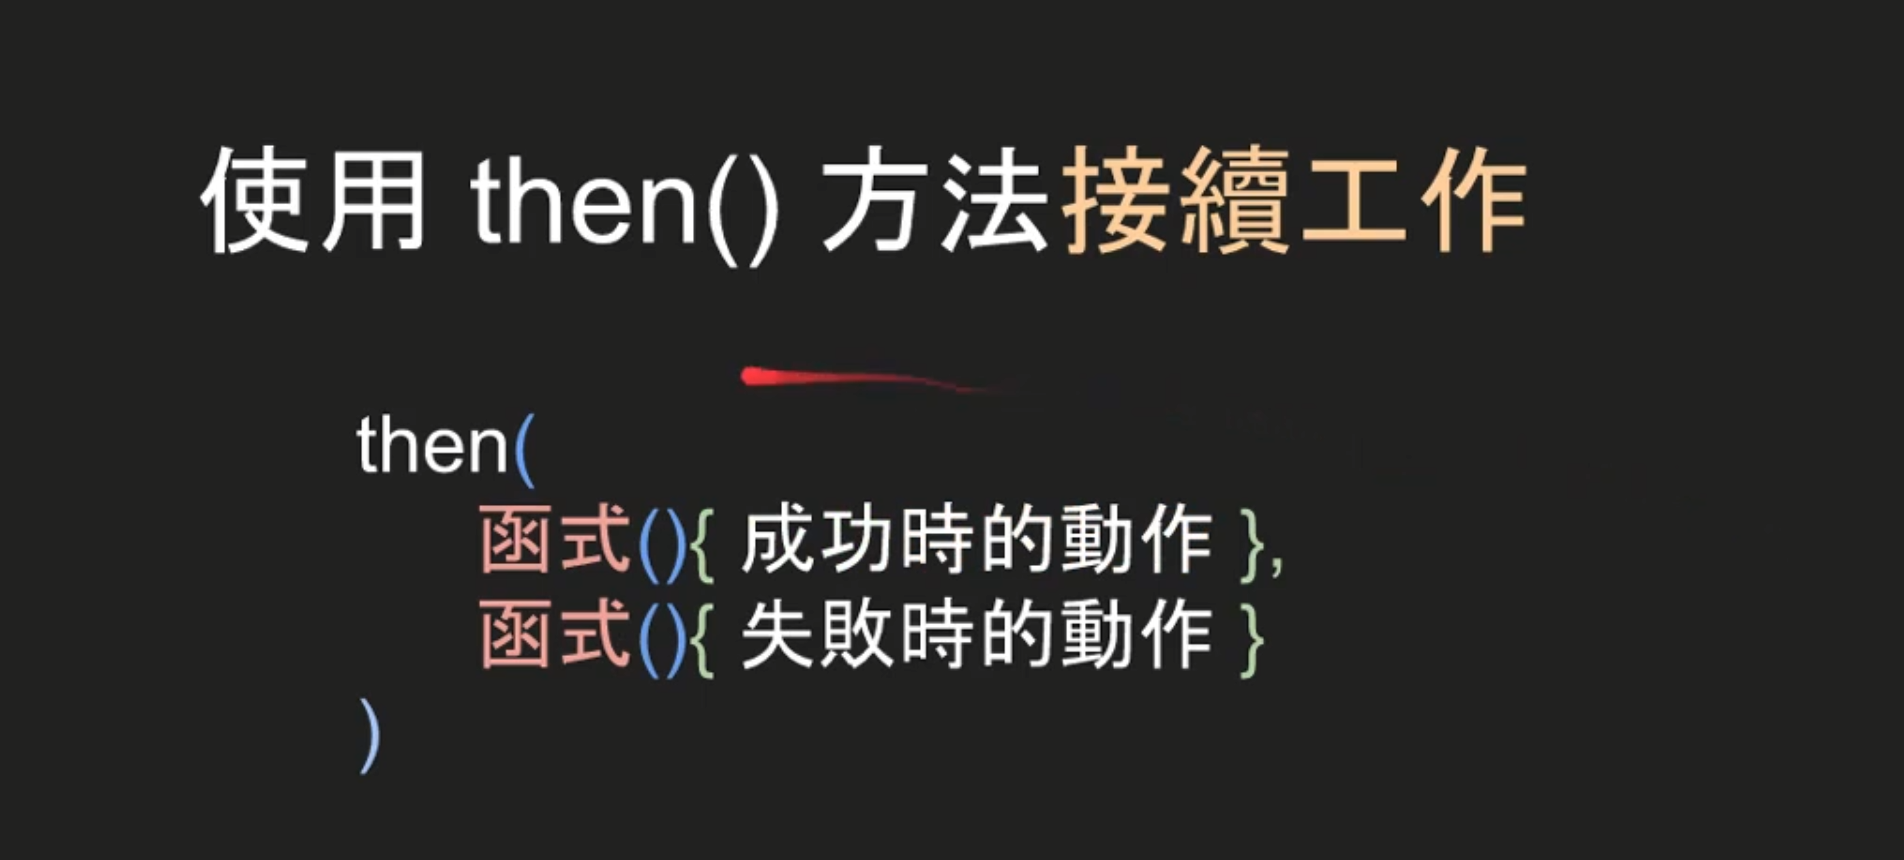 使用 then() 方法接續工作
then(
函式(){ 成功時的動作 },
函式(){ 失敗時的動作 }
)